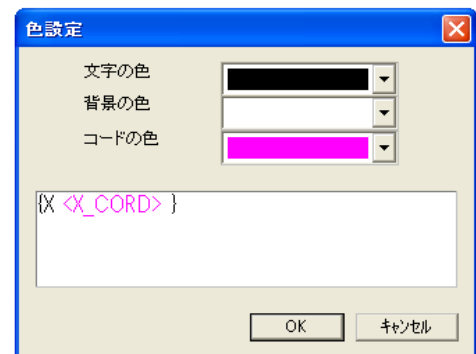 色設定
文字の色
背景の色
コードの色
{X <X_CORD> }
OK
キャンセル